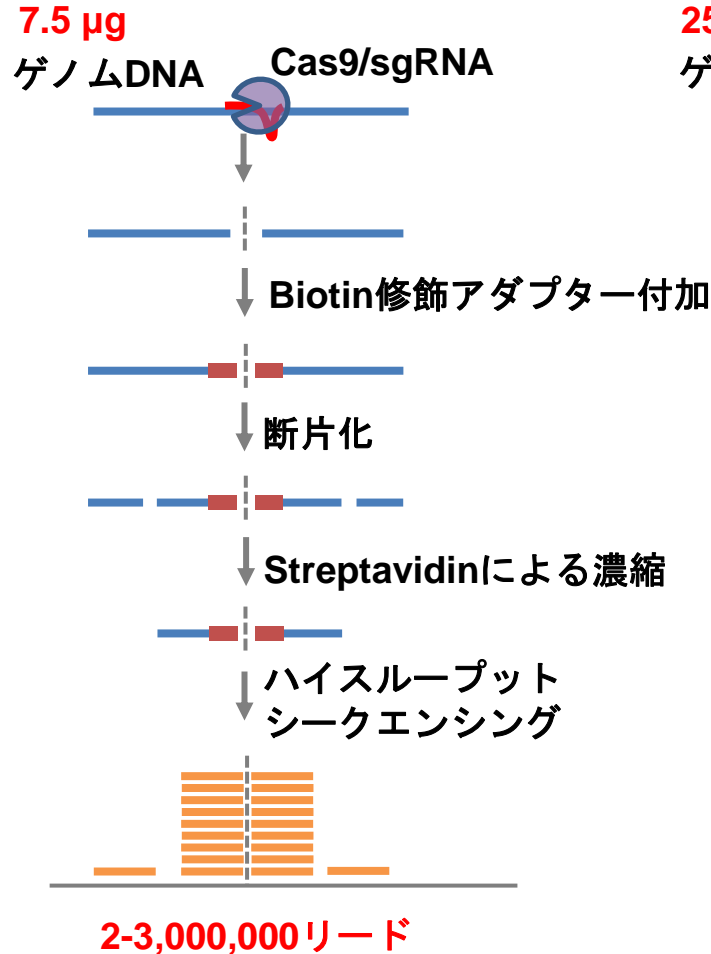 7.5 µg
ゲノムDNA
Cas9/sgRNA
Biotin修飾アダプター付加
断片化
Streptavidinによる濃縮
ハイスループット
シークエンシング
2-3,000,000リード
25
ゲ